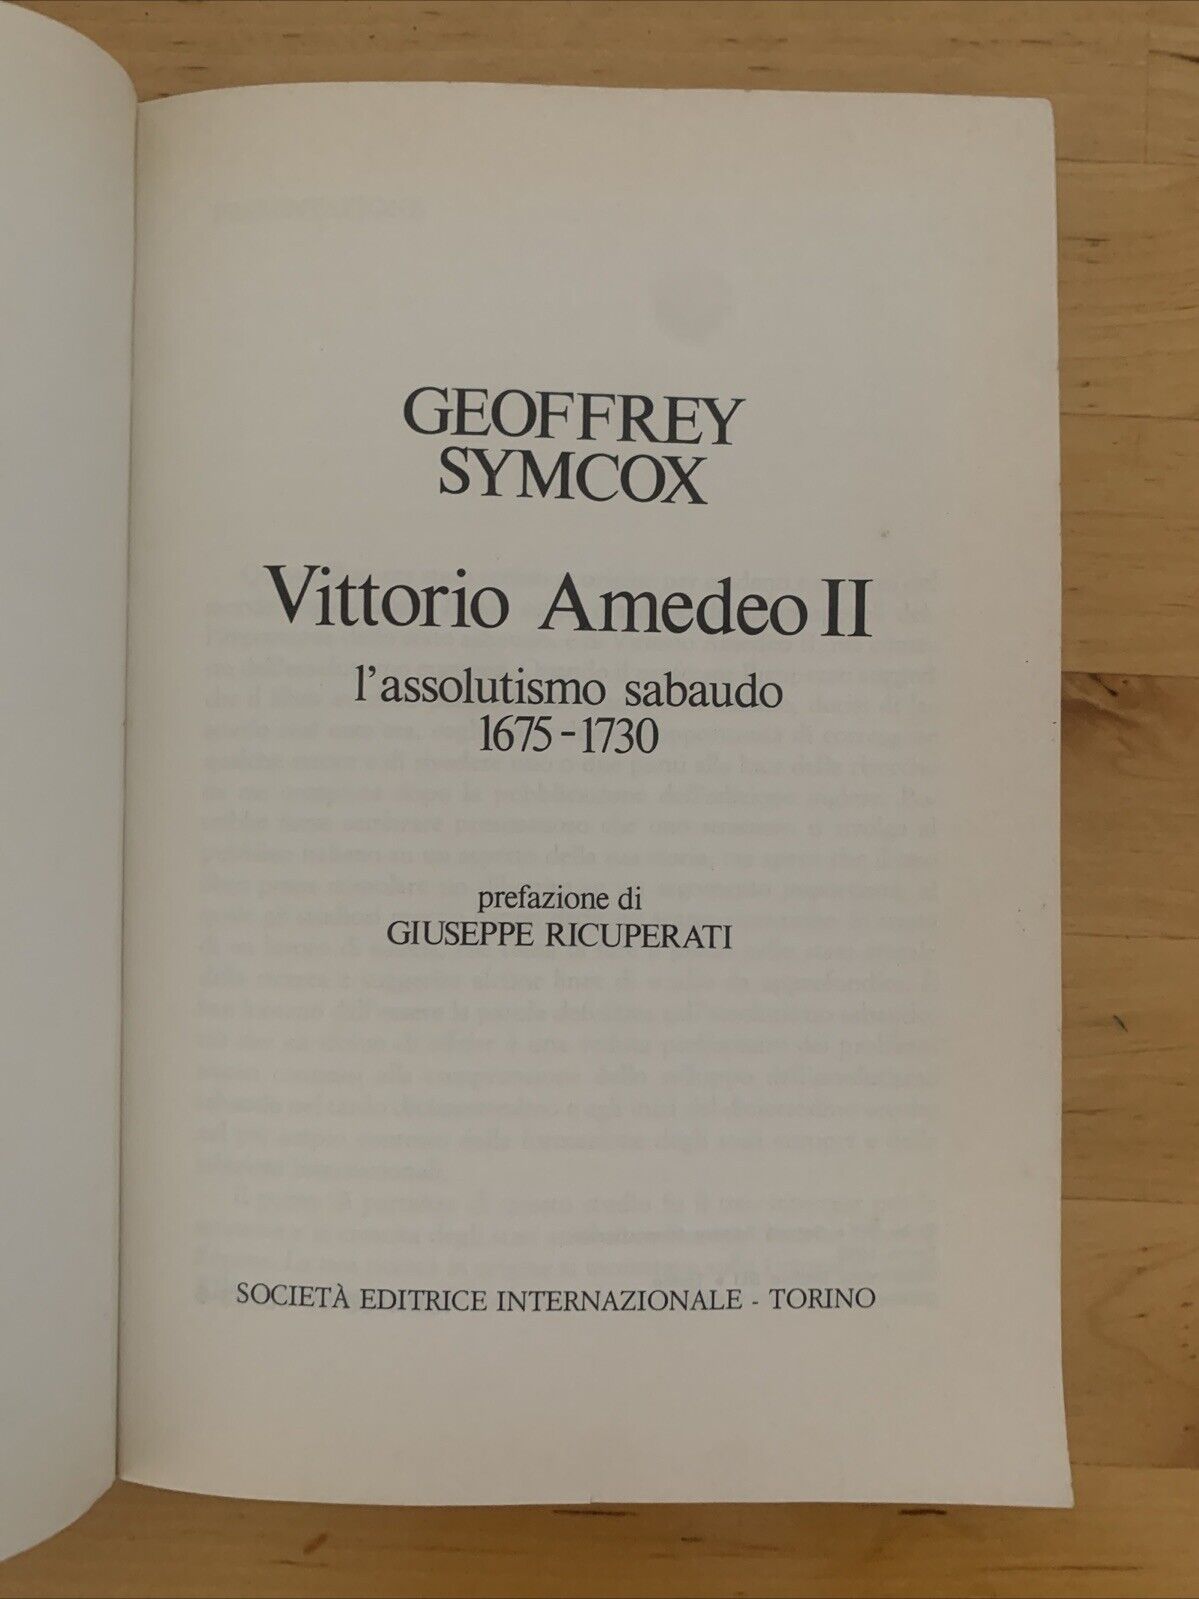 GEOFFREY
SYMCOX
Vittorio Amedeo II
l'assolutismo sabaudo
1675-1730
prefazione di
GIUSEPPE RICUPERATI
SOCIETÀ EDITRICE INTERNAZIONALE - TORINO